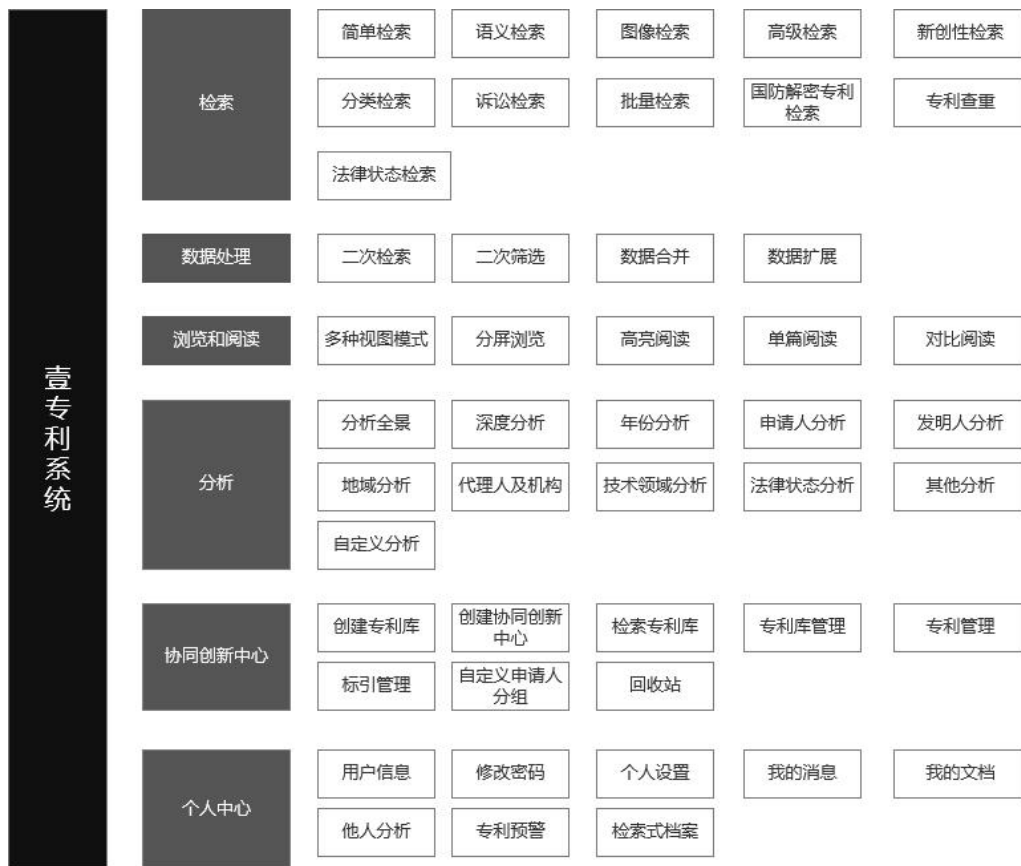 壹专利系统
检索
简单检索
语义检索
图像检索
高级检索
新创性检索
分类检索
诉讼检索
批量检索
国防解密专利
检索
专利查重
法律状态检索
数据处理
二次检索
二次筛选
数据合并
数据扩展
浏览和阅读
多种视图模式
分屏浏览
高亮阅读
单篇阅读
对比阅读
分析
分析全景
深度分析
年份分析
申请人分析
发明人分析
地域分析
代理人及机构
技术领域分析
法律状态分析
其他分析
自定义分析
协同创新中心
创建专利库
创建协同创新
中心
检索专利库
专利库管理
专利管理
标引管理
自定义申请人
分组
回收站
个人中心
用户信息
修改密码
个人设置
我的消息
我的文档
他人分析
专利预警
检索式档案